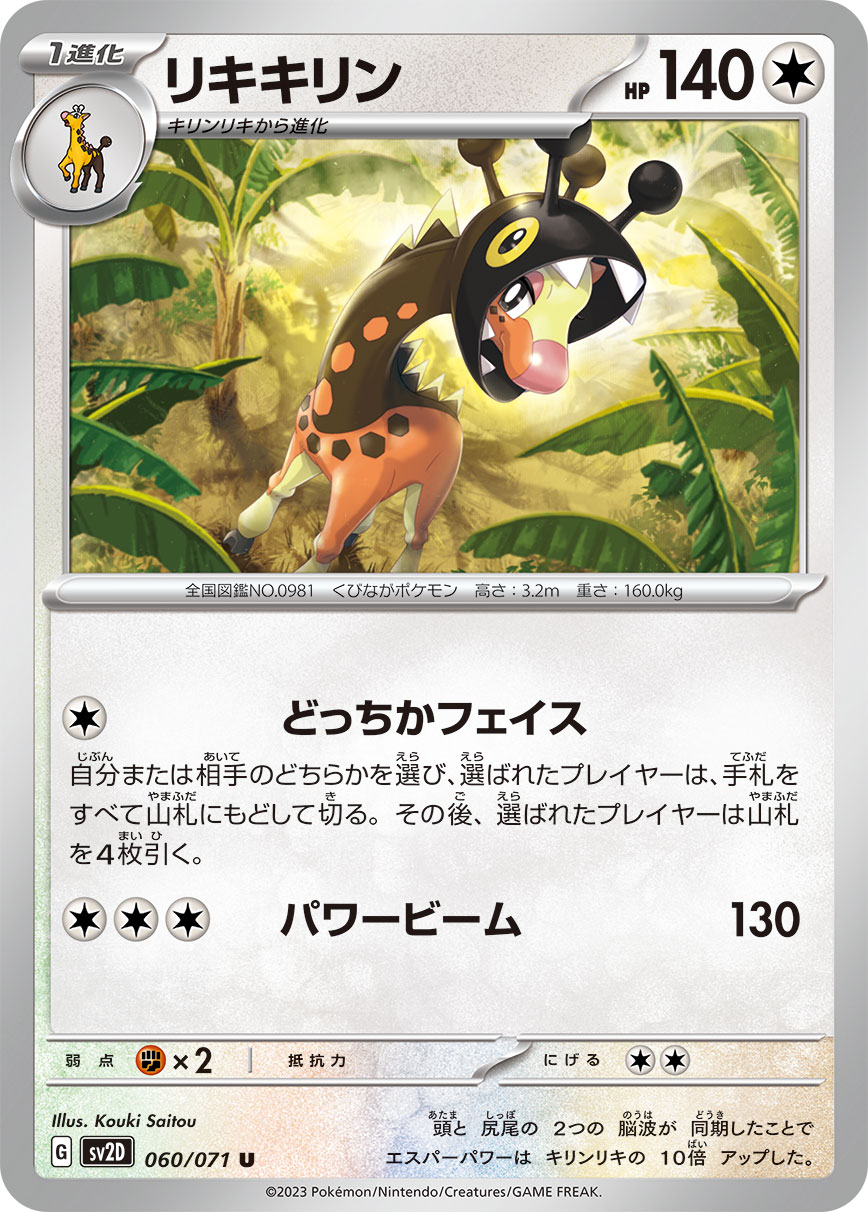 1進化
リキキリン
HP 140
キリンリキから進化
全国図鑑NO.0981 くびながポケモン 高さ：3.2m 重さ：160.0kg
どっちかフェイス
自分または相手のどちらかを選び、選ばれたプレイヤーは、手札を
すべて山札にもどして切る。その後、選ばれたプレイヤーは山札
を4枚引く。
パワービーム 130
弱点 ×2 抵抗力 にげる
Illus. Kouki Saitou
頭と 尻尾の 2つの 脳波が 同期したことで
エスパーパワーは キリンリキの 10倍 アップした。
G sv2D 060/071 U
©2023 Pokémon/Nintendo/Creatures/GAME FREAK.